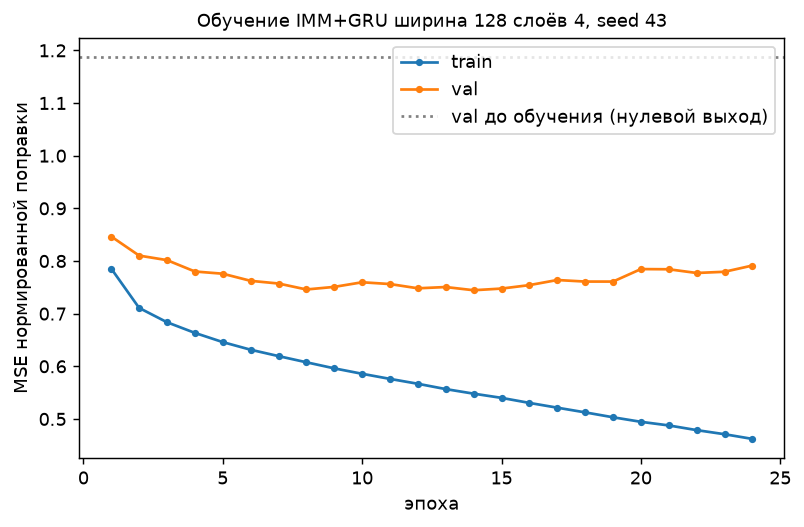 Обучение IMM+GRU ширина 128 слоёв 4, seed 43
MSE нормированной поправки
1.2
1.1
1.0
0.9
0.8
0.7
0.6
0.5
train
val
val до обучения (нулевой выход)
0
5
10
15
20
25
эпоха